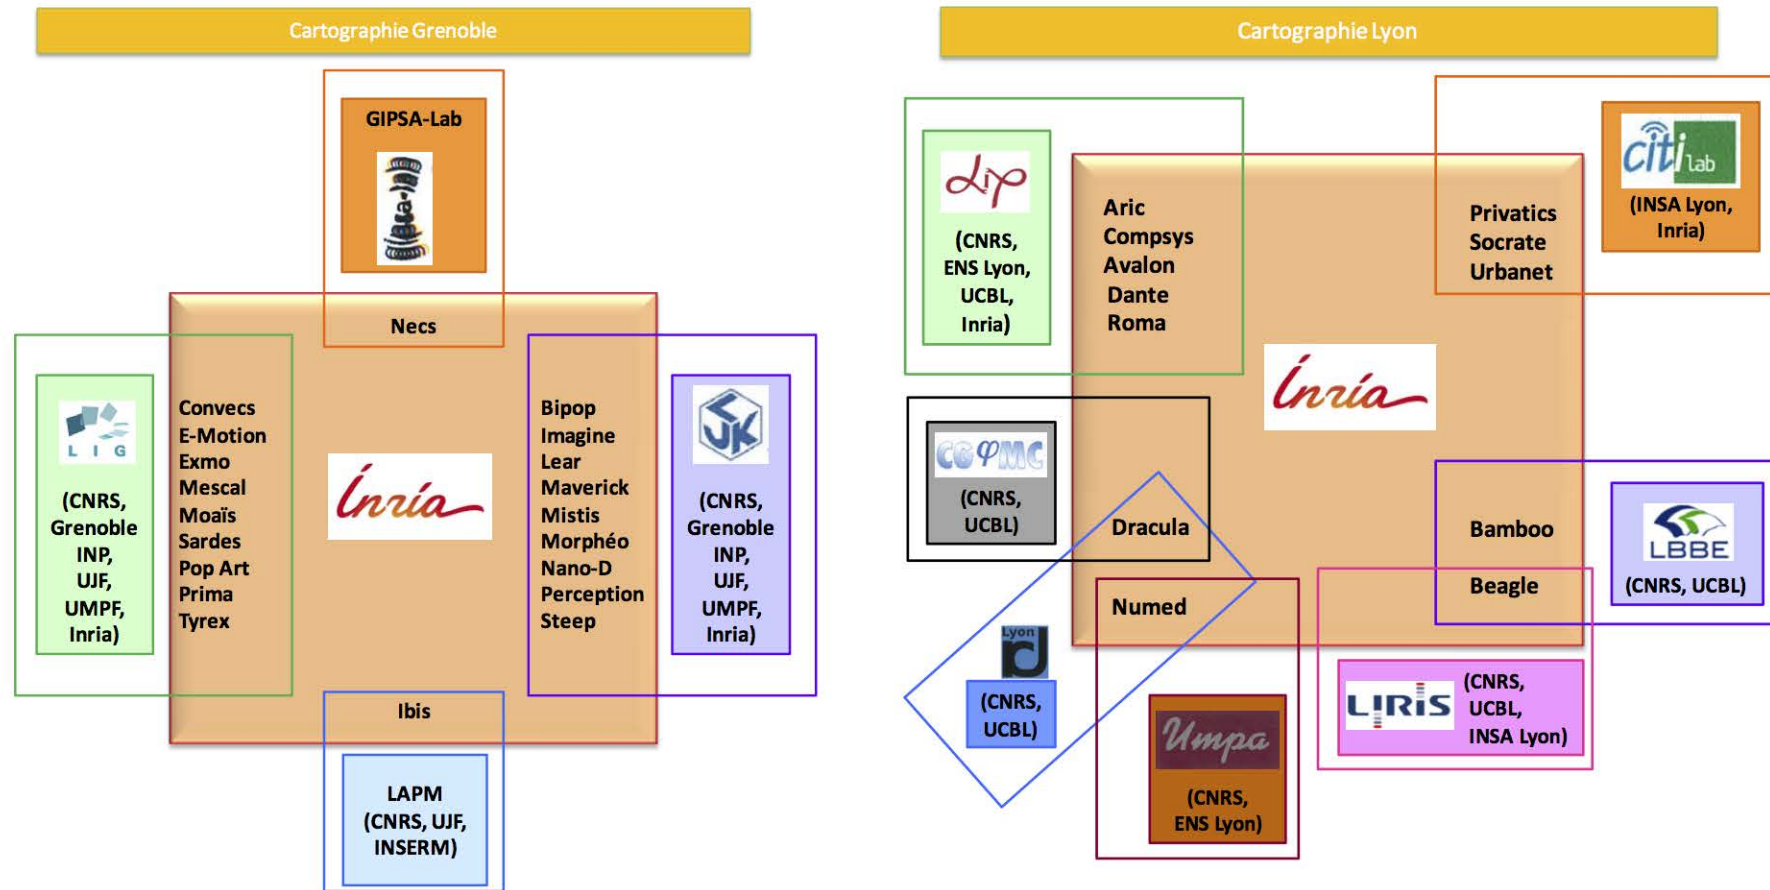 Cartographie Grenoble
GIPSA-Lab
Necs
LIG
(CNRS,
Grenoble
INP,
UJF,
UMPF,
Inria)
Convecs
E-Motion
Exmo
Mescal
Moaïs
Sardes
Pop Art
Prima
Tyrex
Inría
Bipop
Imagine
Lear
Maverick
Mistis
Morphéo
Nano-D
Perception
Steep
LJK
(CNRS,
Grenoble
INP,
UJF,
UMPF,
Inria)
Ibis
LAPM
(CNRS, UJF,
INSERM)
Cartographie Lyon
LiP
(CNRS,
ENS Lyon,
UCBL,
Inria)
Aric
Compsys
Avalon
Dante
Roma
Privatics
Socrate
Urbanet
citi lab
(INSA Lyon,
Inria)
Inría
CGφMC
(CNRS,
UCBL)
Dracula
Numed
Bamboo
Beagle
LBBE
(CNRS, UCBL)
Lyon
(CNRS,
UCBL)
Umpa
(CNRS,
ENS Lyon)
LIRIS
(CNRS,
UCBL,
INSA Lyon)